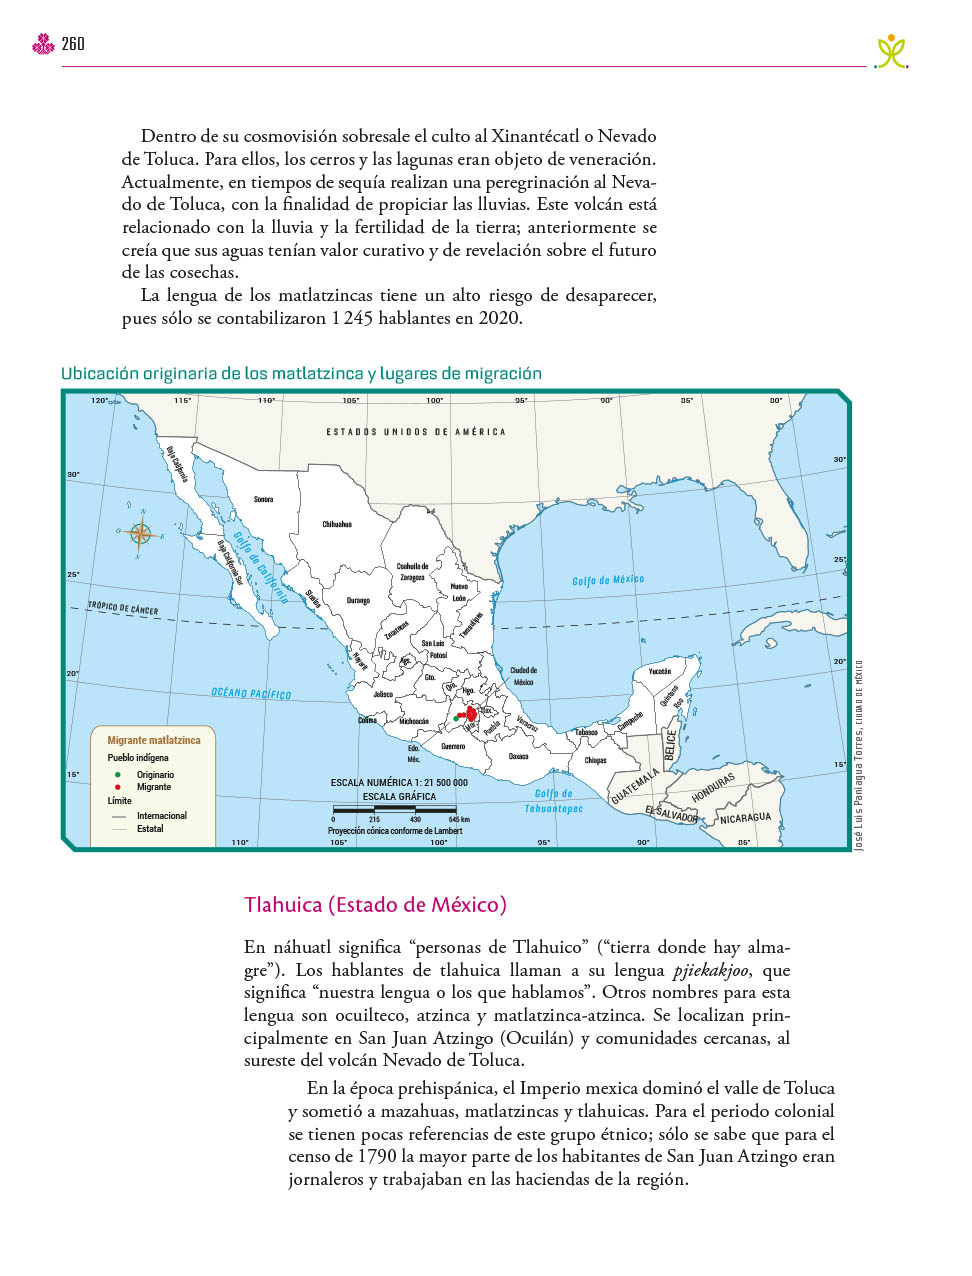 260
Dentro de su cosmovisión sobresale el culto al Xinantécatl o Nevado
de Toluca. Para ellos, los cerros y las lagunas eran objeto de veneración.
Actualmente, en tiempos de sequía realizan una peregrinación al Neva-
do de Toluca, con la finalidad de propiciar las lluvias. Este volcán está
relacionado con la lluvia y la fertilidad de la tierra; anteriormente se
creía que sus aguas tenían valor curativo y de revelación sobre el futuro
de las cosechas.
La lengua de los matlatzincas tiene un alto riesgo de desaparecer,
pues sólo se contabilizaron 1 245 hablantes en 2020.
Ubicación originaria de los matlatzinca y lugares de migración
120° 115° 110° 105° 100° 95° 90° 85° 80°
ESTADOS UNIDOS DE AMÉRICA
30°
30°
Baja California
Sonora
Chihuahua
N
O E
S
Golfo de California
Baja California Sur
Coahuila de
Zaragoza
Nuevo
León
Golfo de México
25°
25°
Sinaloa
Durango
TRÓPICO DE CÁNCER
Zacatecas
Tamaulipas
San Luis
Potosí
Nayarit
Ags.
20°
20°
Gto.
Qro.
Hgo.
Ciudad de
México
Yucatán
Quintana
Roo
OCÉANO PACÍFICO
Jalisco
Colima
Michoacán
Tlax.
Mor.
Puebla
Veracruz
Tabasco
Campeche
Edo.
Méx.
Guerrero
Oaxaca
Chiapas
BELICE
Migrante matlatzinca
Pueblo indígena
Originario
Migrante
Límite
Internacional
Estatal
15°
15°
ESCALA NUMÉRICA 1: 21 500 000
ESCALA GRÁFICA
0 215 430 645 km
Proyección cónica conforme de Lambert
Golfo de
Tehuantepec
GUATEMALA
HONDURAS
EL SALVADOR
NICARAGUA
110° 105° 100° 95° 90° 85°
José Luis Paniagua Torres, CIUDAD DE MÉXICO
Tlahuica (Estado de México)
En náhuatl significa “personas de Tlahuico” (“tierra donde hay alma-
gre”). Los hablantes de tlahuica llaman a su lengua pjiekakjoo, que
significa “nuestra lengua o los que hablamos”. Otros nombres para esta
lengua son ocuilteco, atzinca y matlatzinca-atzinca. Se localizan prin-
cipalmente en San Juan Atzingo (Ocuilán) y comunidades cercanas, al
sureste del volcán Nevado de Toluca.
En la época prehispánica, el Imperio mexica dominó el valle de Toluca
y sometió a mazahuas, matlatzincas y tlahuicas. Para el periodo colonial
se tienen pocas referencias de este grupo étnico; sólo se sabe que para el
censo de 1790 la mayor parte de los habitantes de San Juan Atzingo eran
jornaleros y trabajaban en las haciendas de la región.